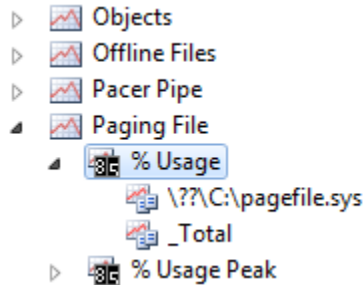 Objects
Offline Files
Pacer Pipe
Paging File
% Usage
\??\C:\pagefile.sys
_Total
% Usage Peak